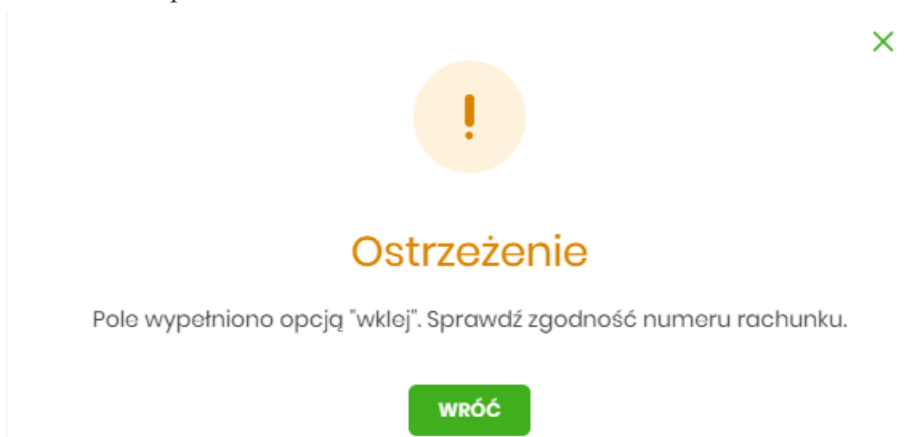 Ostrzeżenie
Pole wypełniono opcją "wklej". Sprawdź zgodność numeru rachunku.
WRÓĆ